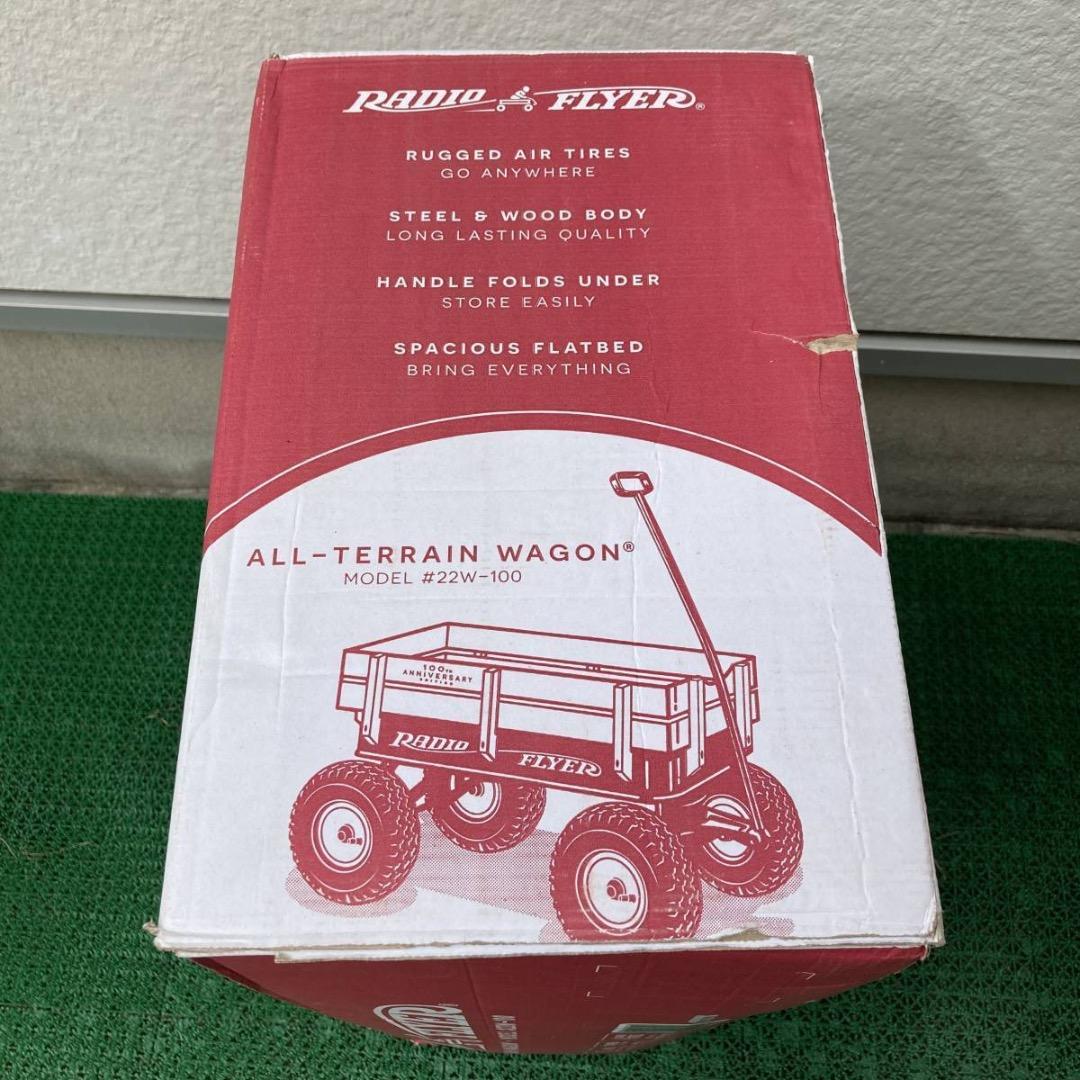 RADIO FLYER®
RUGGED AIR TIRES
GO ANYWHERE
STEEL & WOOD BODY
LONG LASTING QUALITY
HANDLE FOLDS UNDER
STORE EASILY
SPACIOUS FLATBED
BRING EVERYTHING
ALL-TERRAIN WAGON®
MODEL #22W-100
100TH
ANNIVERSARY
EDITION
RADIO FLYER